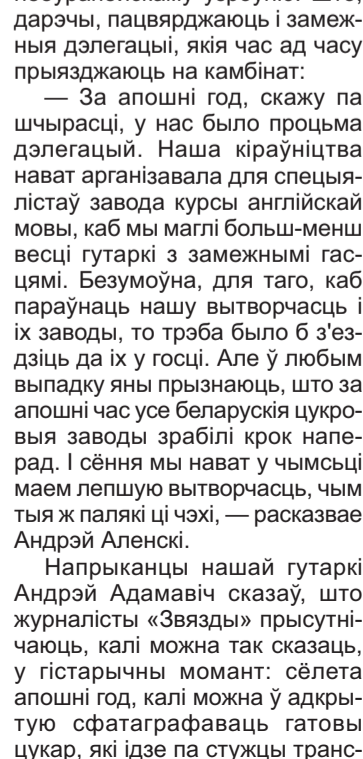 дарэчы, пацвярджаюць і замеж-
ныя дэлегацыі, якія час ад часу
прыязджаюць на камбінат:
— За апошні год, скажу па
шчырасці, у нас было процьма
дэлегацый. Наша кіраўніцтва
нават арганізавала для спецыя-
лістаў завода курсы англійскай
мовы, каб мы маглі больш-менш
весці гутаркі з замежнымі гас-
цямі. Безумоўна, для таго, каб
параўнаць нашу вытворчасць і
іх заводы, то трэба было б з'ез-
дзіць да іх у госці. Але ў любым
выпадку яны прызнаюць, што за
апошні час усе беларускія цукро-
выя заводы зрабілі крок напе-
рад. І сёння мы нават у чымсьці
маем лепшую вытворчасць, чым
тыя ж палякі ці чэхі, — расказвае
Андрэй Аленскі.
Напрыканцы нашай гутаркі
Андрэй Адамавіч сказаў, што
журналісты «Звязды» прысутні-
чаюць, калі можна так сказаць,
у гістарычны момант: сёлета
апошні год, калі можна ў адкры-
тую сфатаграфаваць гатовы
цукар, які ідзе па стужцы транс-